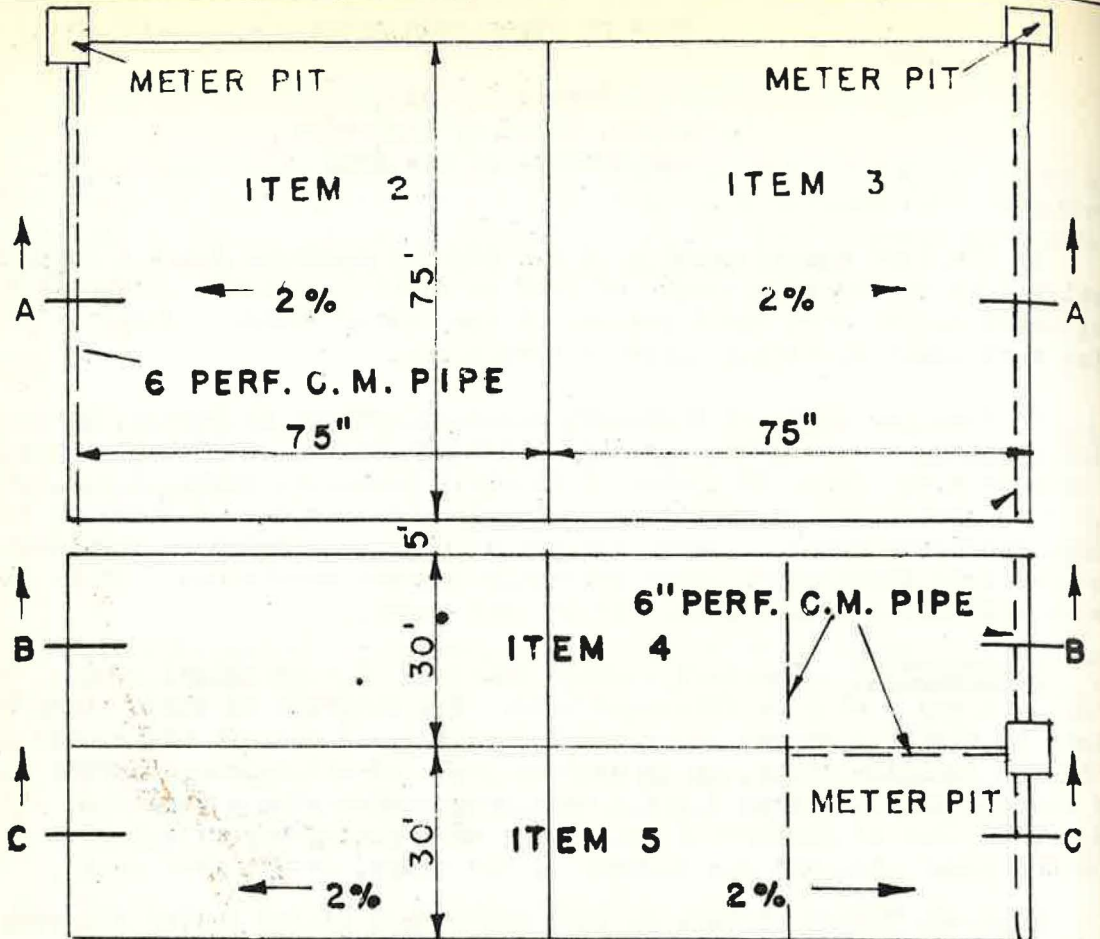 METER PIT
METER PIT
ITEM 2
ITEM 3
75'
2%
2%
A
A
6 PERF. C.M. PIPE
75"
75"
5'
6" PERF. C.M. PIPE
B
30'
ITEM 4
B
METER PIT
C
30'
ITEM 5
C
2%
2%